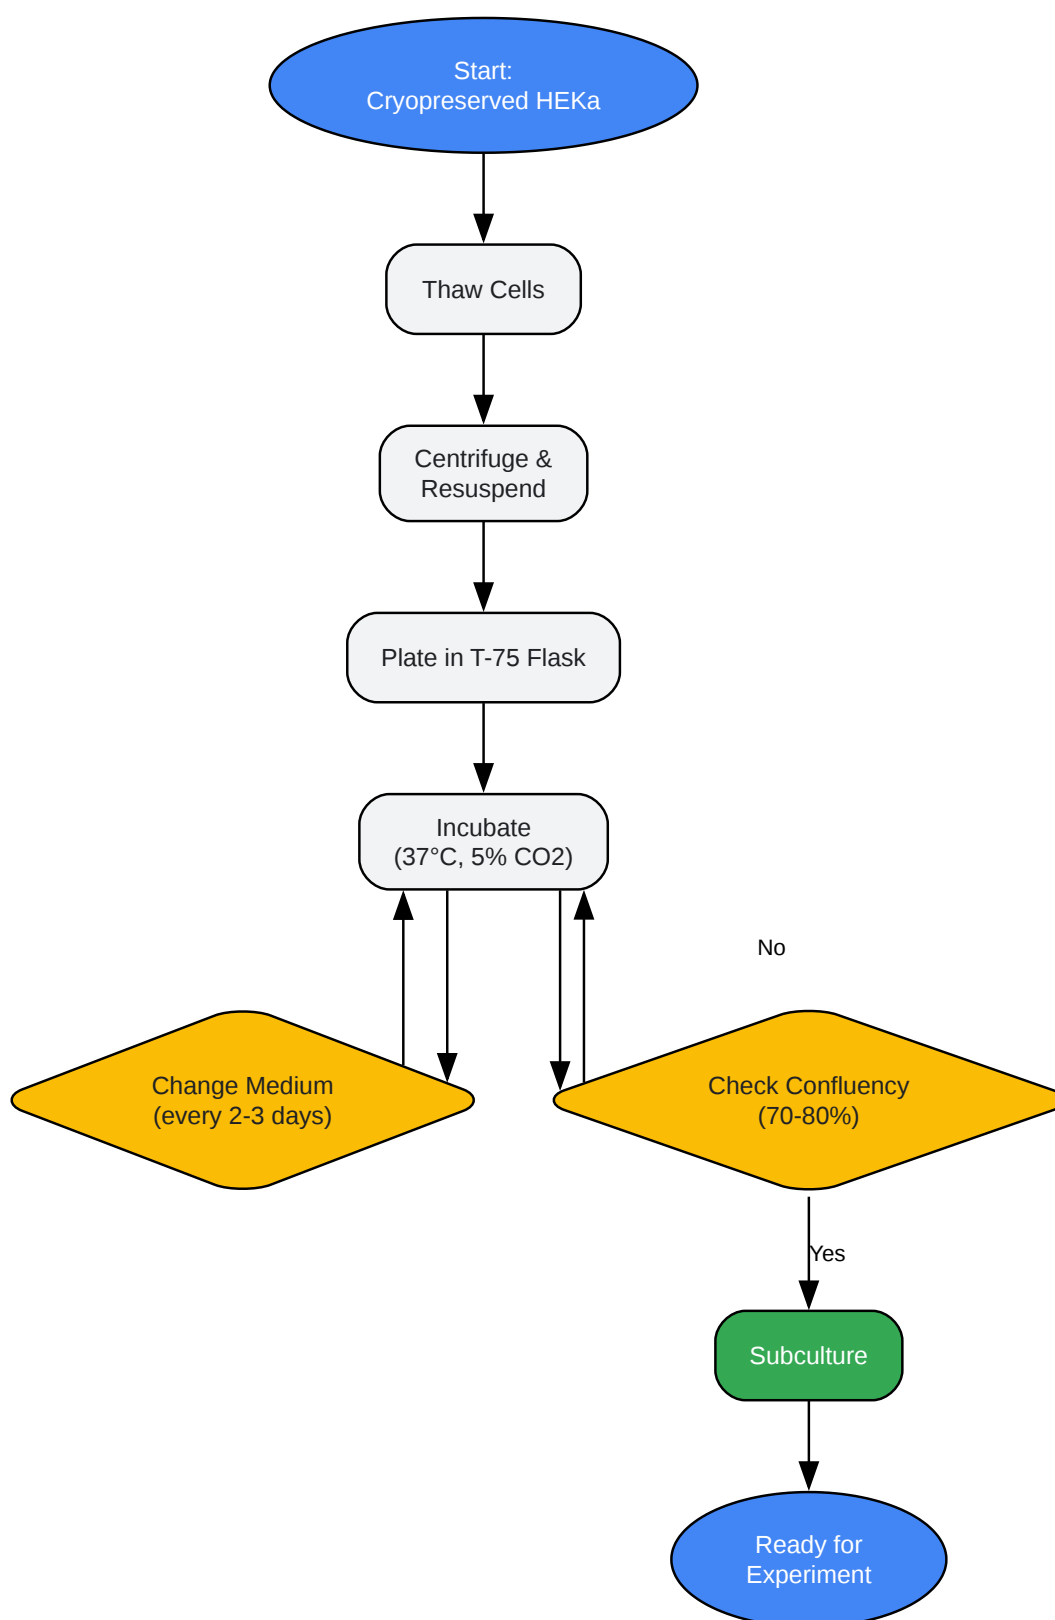 Start:
Cryopreserved HEKa
Thaw Cells
Centrifuge &
Resuspend
Plate in T-75 Flask
Incubate
(37°C, 5% CO2)
No
Change Medium
(every 2-3 days)
Check Confluency
(70-80%)
Yes
Subculture
Ready for
Experiment